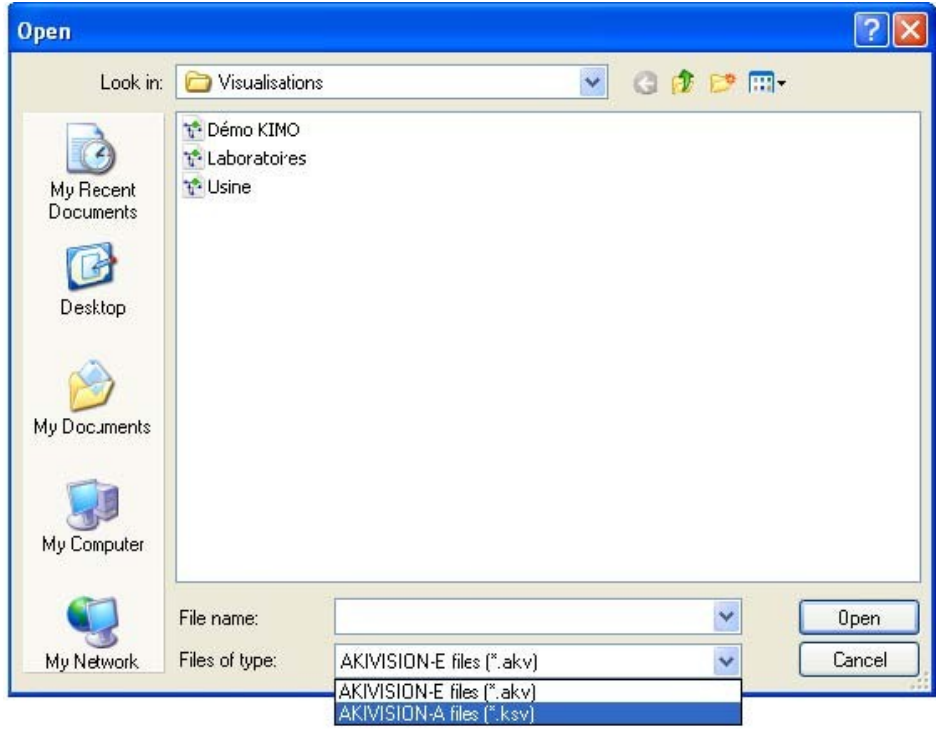 Open
Look in:
Visualisations
My Recent
Documents
Desktop
My Documents
My Computer
My Network
Démo KIMO
Laboratoires
Usine
File name:
Open
Files of type:
AKIVISION-E files (*.akv)
Cancel
AKIVISION-E files (*.akv)
AKIVISION-A files (*.ksv)